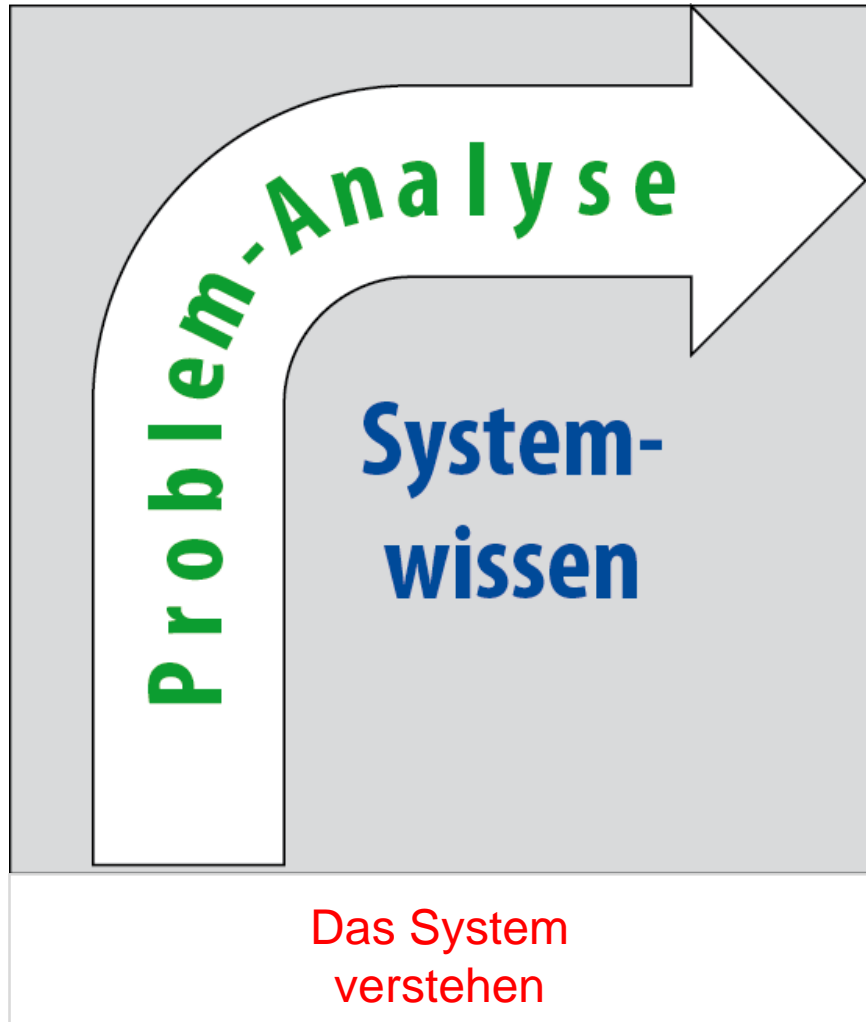 Problem-Analyse
System-
wissen
Das System
verstehen